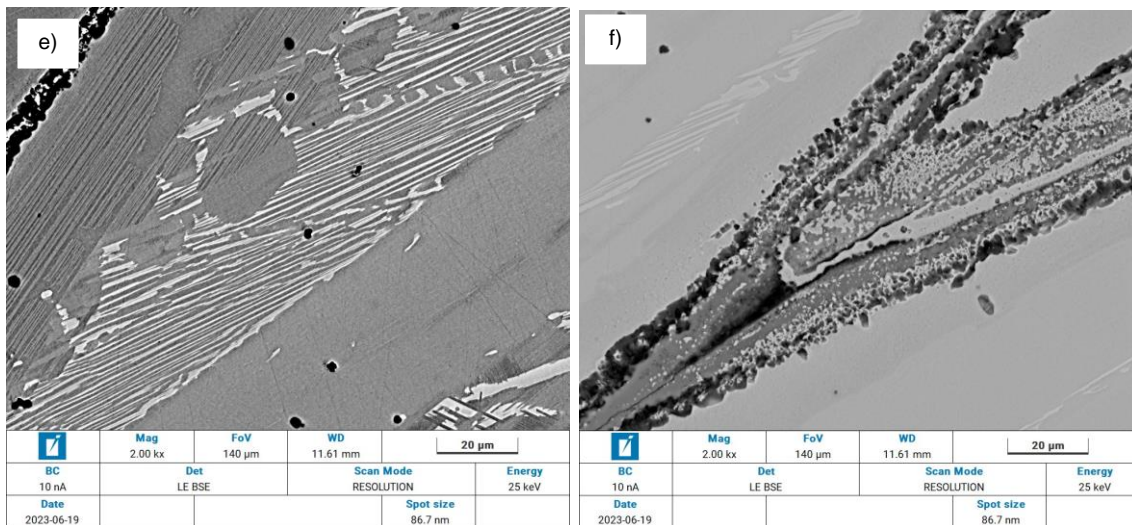 e)
Mag FoV WD
2.00 kx 140 µm 11.61 mm 20 µm
BC Det Scan Mode Energy
10 nA LE BSE RESOLUTION 25 keV
Date Spot size
2023-06-19 86.7 nm
f)
Mag FoV WD
2.00 kx 140 µm 11.61 mm 20 µm
BC Det Scan Mode Energy
10 nA LE BSE RESOLUTION 25 keV
Date Spot size
2023-06-19 86.7 nm